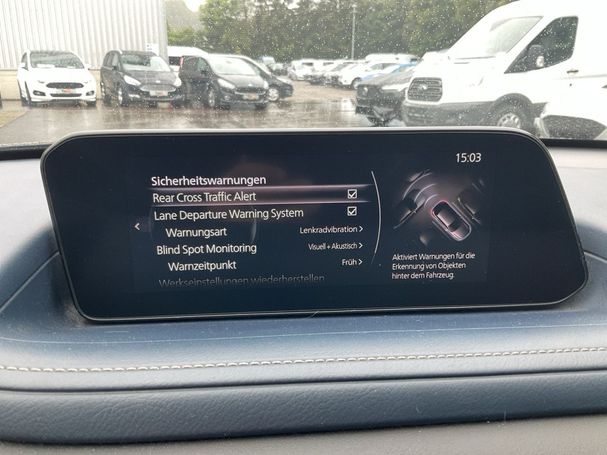 15:03
Sicherheitswarnungen
Rear Cross Traffic Alert
Lane Departure Warning System
Warnungsart Lenkradvibration
Blind Spot Monitoring Visuell + Akustisch
Warnzeitpunkt Früh
Werkseinstellungen wiederherstellen
Aktiviert Warnungen für die
Erkennung von Objekten
hinter dem Fahrzeug.